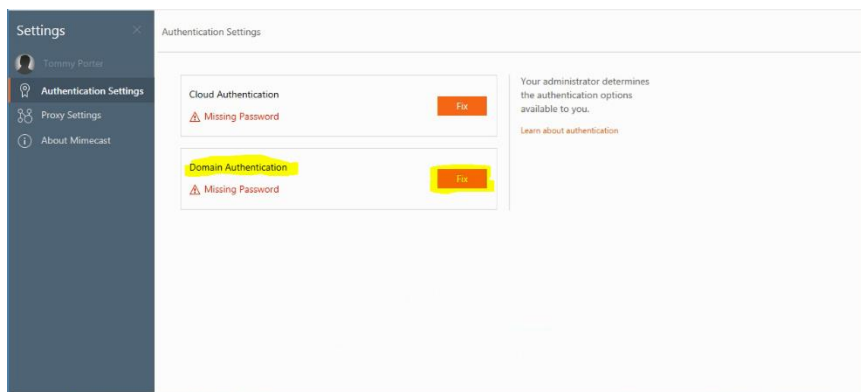 Settings
Tommy Porter
Authentication Settings
Proxy Settings
About Mimecast
Authentication Settings
Cloud Authentication
Missing Password
Fix
Domain Authentication
Missing Password
Fix
Your administrator determines
the authentication options
available to you.
Learn about authentication